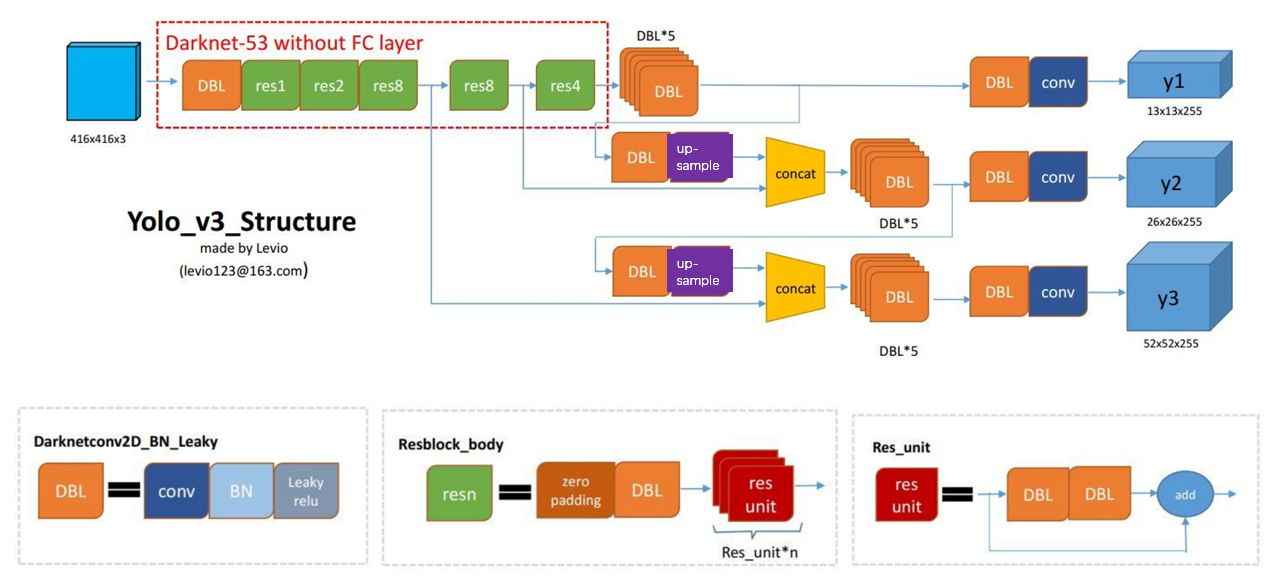 Darknet-53 without FC layer
DBL*5
DBL
res1
res2
res8
res8
res4
DBL
DBL
conv
y1
416x416x3
13x13x255
DBL
up-
sample
concat
DBL
DBL
conv
y2
DBL*5
26x26x255
Yolo_v3_Structure
made by Levio
(levio123@163.com)
DBL
up-
sample
concat
DBL
DBL
conv
y3
DBL*5
52x52x255
Darknetconv2D_BN_Leaky
DBL
conv
BN
Leaky
relu
Resblock_body
resn
zero
padding
DBL
res
unit
Res_unit*n
Res_unit
res
unit
DBL
DBL
add